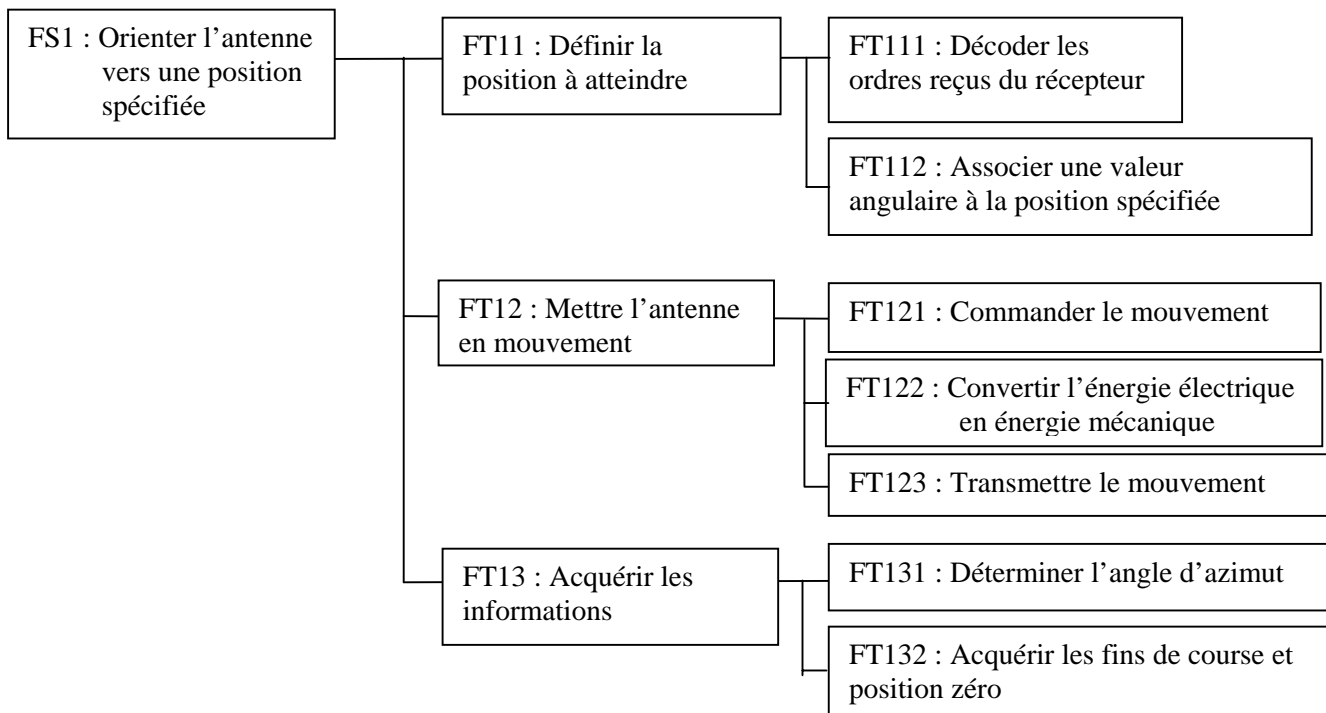 FS1 : Orienter l’antenne
vers une position
spécifiée
FT11 : Définir la
position à atteindre
FT111 : Décoder les
ordres reçus du récepteur
FT112 : Associer une valeur
angulaire à la position spécifiée
FT12 : Mettre l’antenne
en mouvement
FT121 : Commander le mouvement
FT122 : Convertir l’énergie électrique
en énergie mécanique
FT123 : Transmettre le mouvement
FT13 : Acquérir les
informations
FT131 : Déterminer l’angle d’azimut
FT132 : Acquérir les fins de course et
position zéro